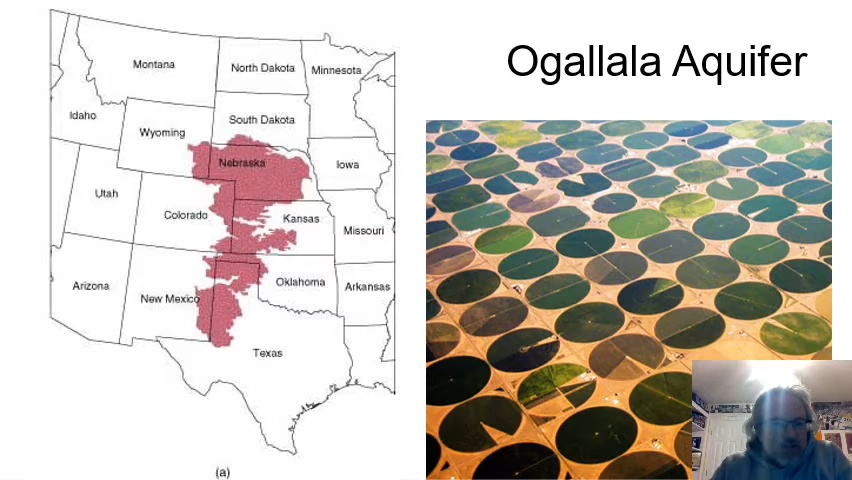 Ogallala Aquifer
Montana
North Dakota
Minnesota
Idaho
South Dakota
Wyoming
Nebraska
Iowa
Utah
Colorado
Kansas
Missouri
Arizona
New Mexico
Oklahoma
Arkansas
Texas
(a)